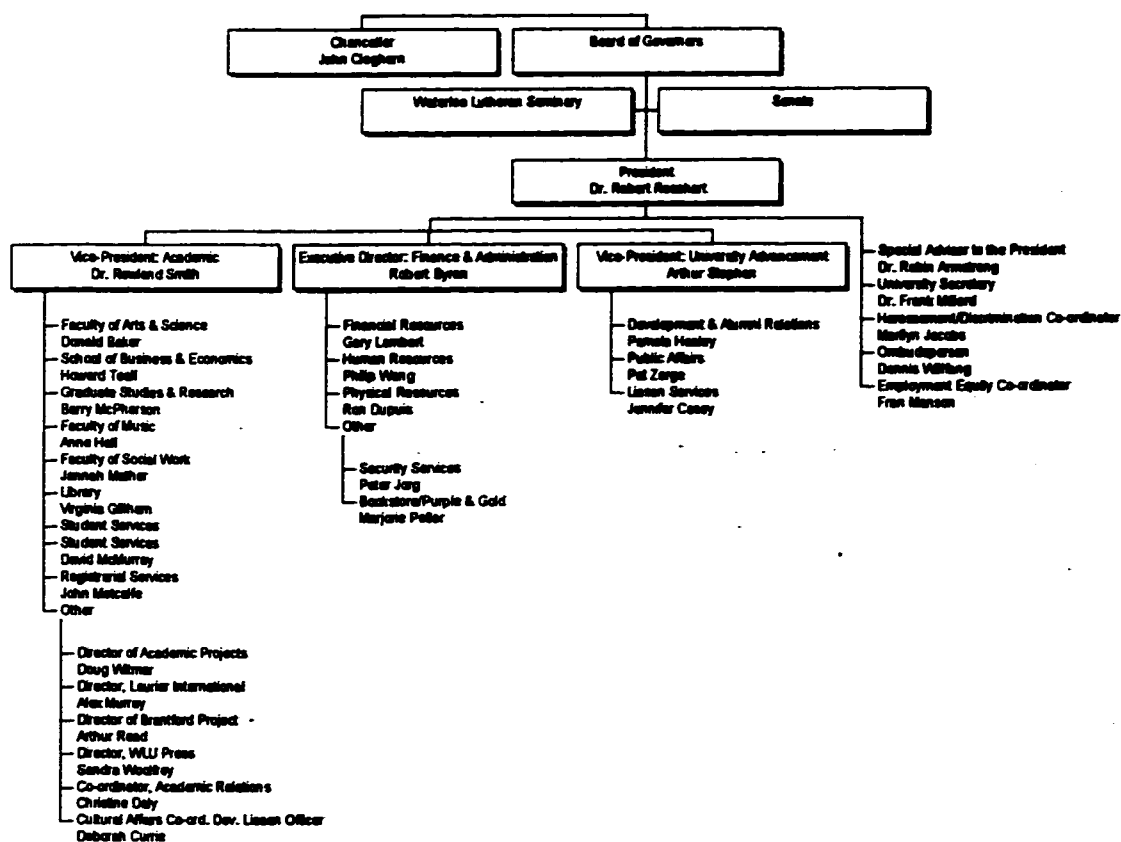 Chancellor
John Cleghorn
Board of Governors
Waterloo Lutheran Seminary
Senate
President
Dr. Robert Rosehart
Vice-President: Academic
Dr. Rowland Smith
Executive Director: Finance & Administration
Robert Byron
Vice-President: University Advancement
Arthur Stephen
Faculty of Arts & Science
Donald Baker
School of Business & Economics
Howard Teall
Graduate Studies & Research
Barry McPherson
Faculty of Music
Anne Hall
Faculty of Social Work
Jannah Mather
Library
Virginia Gillham
Student Services
Student Services
David McMurray
Registrarial Services
John Metcalfe
Other
Director of Academic Projects
Doug Witmer
Director, Laurier International
Alex Murray
Director of Brantford Project
Arthur Read
Director, WLU Press
Sandra Woolfrey
Co-ordinator, Academic Relations
Christine Daly
Cultural Affairs Co-ord. Dev. Liason Officer
Deborah Currie
Financial Resources
Gary Lambert
Human Resources
Philip Wong
Physical Resources
Ron Dupuis
Other
Security Services
Peter Jorg
Bookstore/Purple & Gold
Marjorie
Development & Alumni Relations
Pamela Healey
Public Affairs
Pat Zarge
Liason Services
Jennifer Casey
Special Advisor to the President
Dr. Robin Armstrong
University Secretary
Dr. Frank Millerd
Harassment/Discrimination Co-ordinator
Marilyn Jacobs
Ombudsperson
Dennis
Employment Equity Co-ordinator
Fran Manson